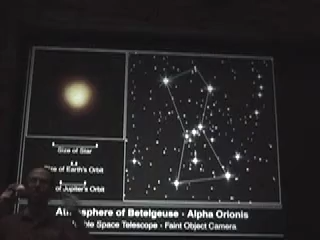 Size of Star
Size of Earth's Orbit
of Jupiter's Orbit
Atmosphere of Betelgeuse · Alpha Orionis
ble Space Telescope · Faint Object Camera